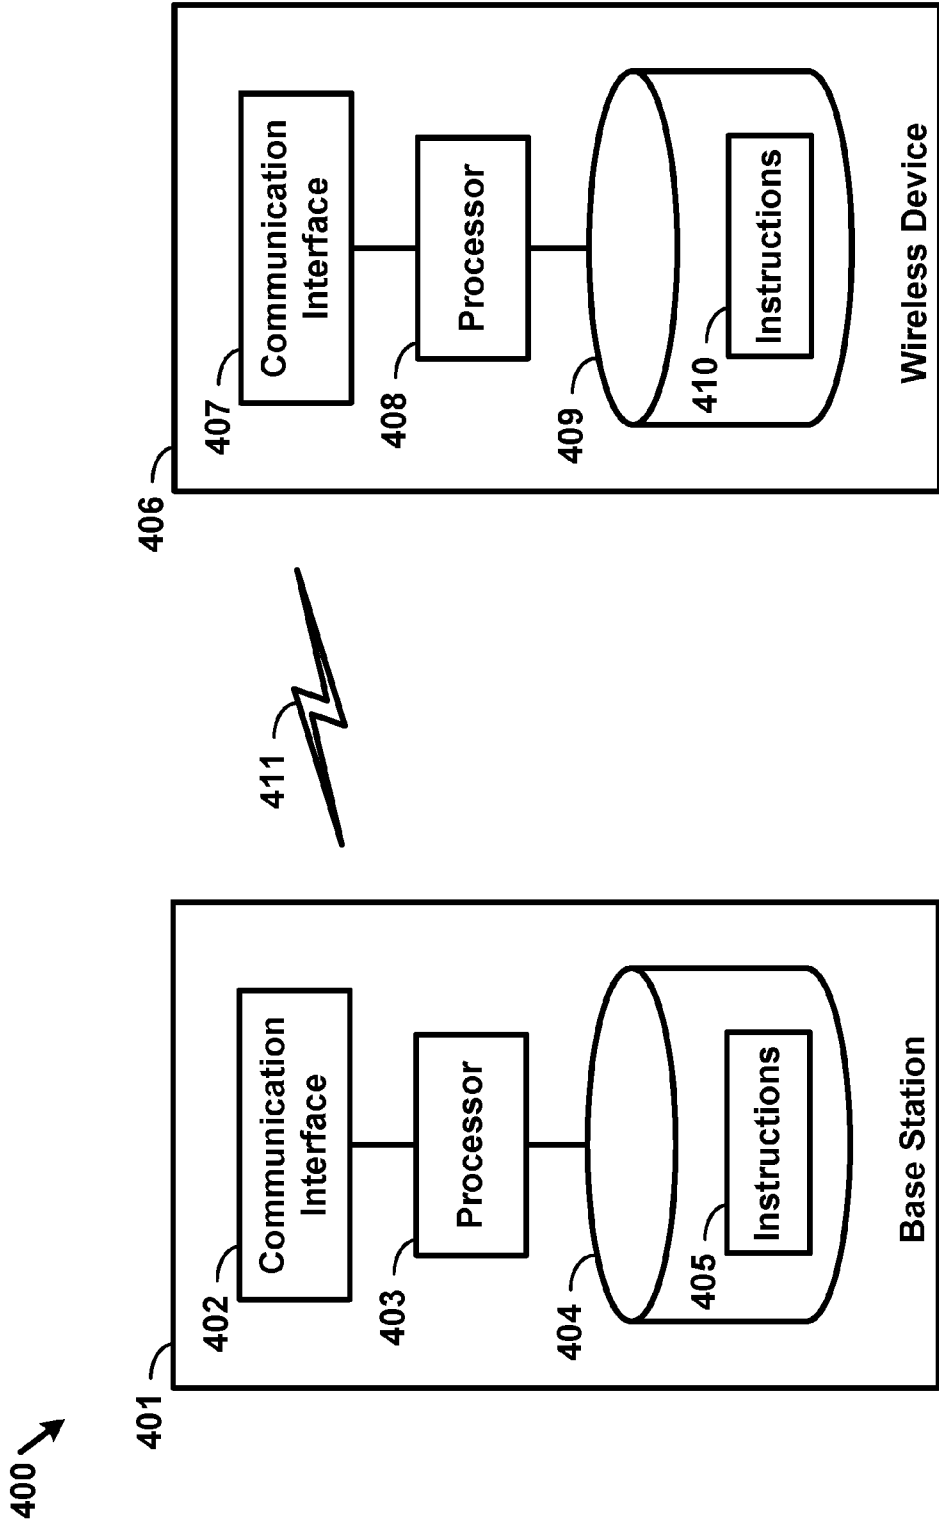 400
401
402
Communication
Interface
403
Processor
404
405
Instructions
Base Station
411
406
407
Communication
Interface
408
Processor
409
410
Instructions
Wireless Device